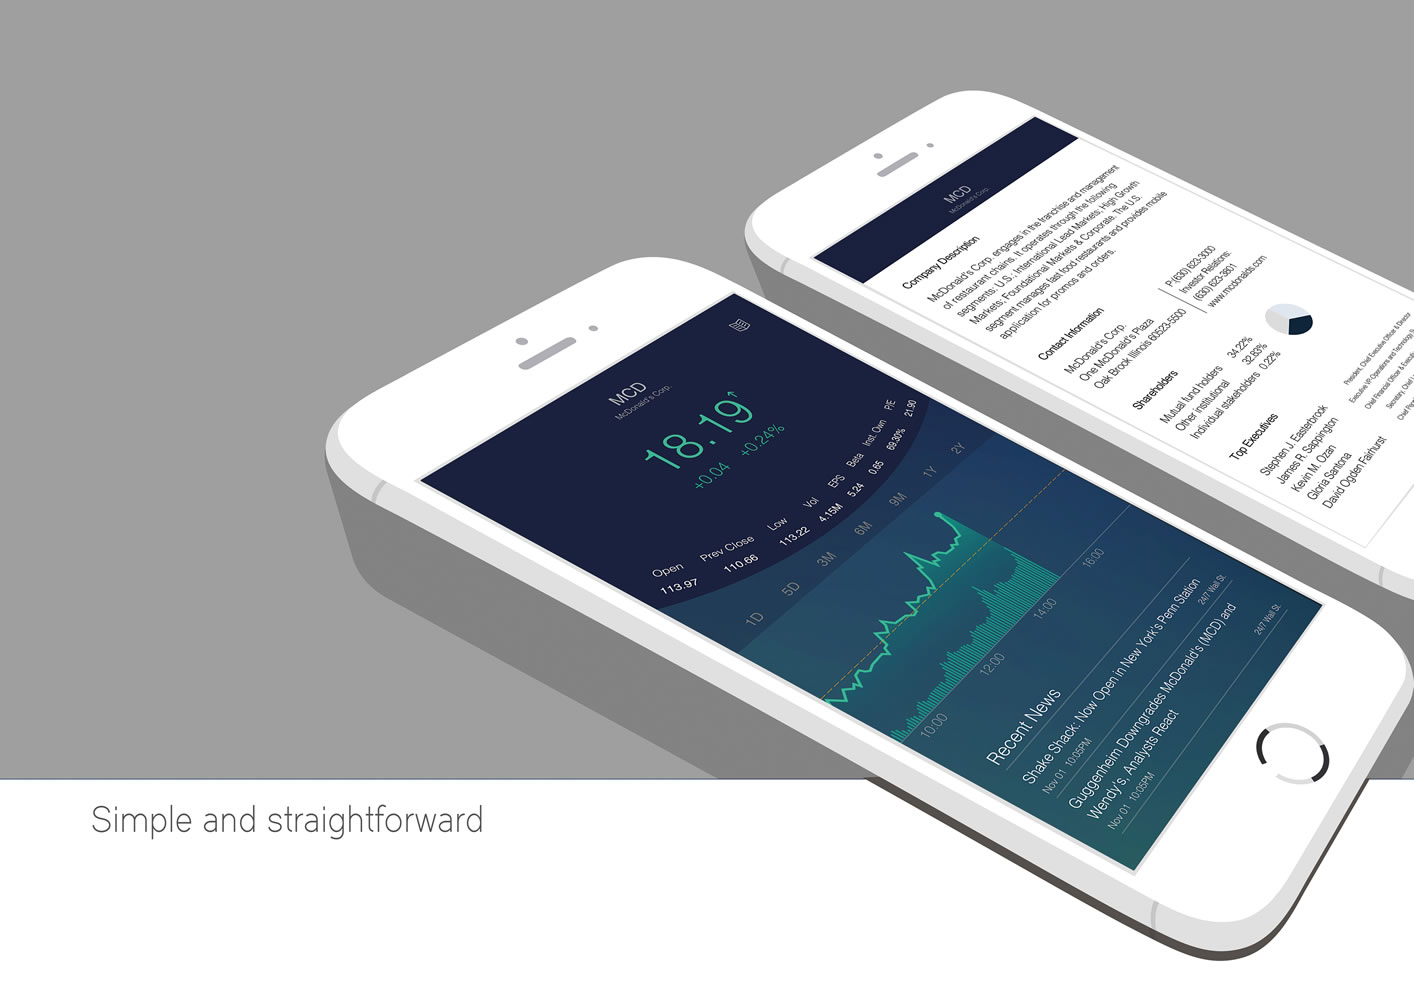 MCD
McDonald's Corp.
18.19
+0.04 +0.24%
Open Prev Close Low Vol EPS Beta Inst. Own P/E
113.97 110.66 113.22 4.15M 5.24 0.65 69.30% 21.90
1D 5D 3M 6M 9M 1Y 2Y
10:00 12:00 14:00 16:00
Recent News
Shake Shack: Now Open in New York's Penn Station
Nov 01 10:05PM 24/7 Wall St.
Guggenheim Downgrades McDonald's (MCD) and
Wendy's, Analysts React
Nov 01 10:05PM 24/7 Wall St.
MCD
McDonald's Corp.
Company Description
McDonald's Corp. engages in the franchise and management
of restaurant chains. It operates through the following
segments: U.S.; International Lead Markets; High Growth
Markets; Foundational Markets & Corporate. The U.S.
segment manages fast food restaurants and provides mobile
application for promos and orders.
Contact Information
McDonald's Corp.
One McDonald's Plaza
Oak Brook Illinois 60523-5500
P:(630) 623-3000
Investor Relations:
(630) 623-3801
www.mcdonalds.com
Shareholders
Mutual fund holders 34.22%
Other institutional 32.83%
Individual stakeholders 0.22%
Top Executives
Stephen J. Easterbrook President, Chief Executive Officer & Director
James R. Sappington Executive VP-Operations and Technology
Kevin M. Ozan Chief Financial Officer &
Gloria Santona Secretary, Chief
David Ogden Fairhurst Chief
Simple and straightforward